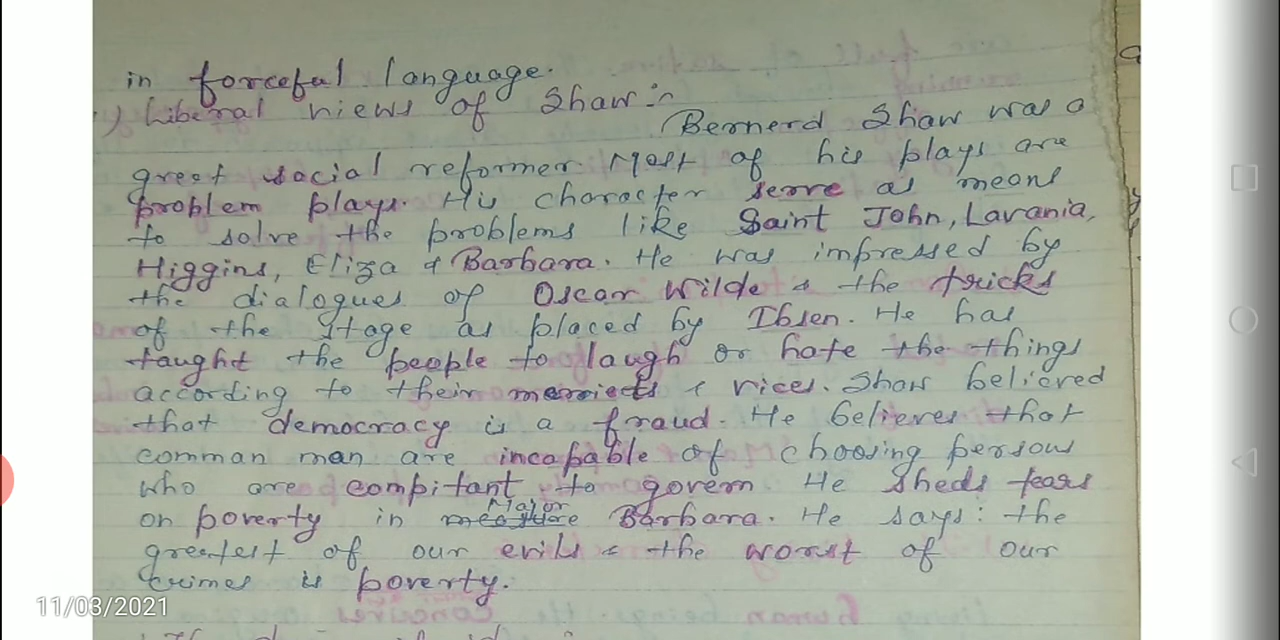 in forceful language.
) Liberal views of Shaw :-
Bernerd Shaw was a
great social reformer. Most of his plays are
problem plays. His character serve as means
to solve the problems like Saint John, Lavania,
Higgins, Eliza & Barbara. He was impressed by
the dialogues of Oscar Wilde & the tricks
of the stage as placed by Ibsen. He has
taught the people to laugh or hate the things
according to their & vices. Shaw believed
that democracy is a fraud. He believes that
comman man are incapable of choosing persons
who are compitant to govern He sheds tears
on poverty in Major Barbara. He says: the
greatest of our evils & the worst of our
crimes is poverty.
11/03/2021